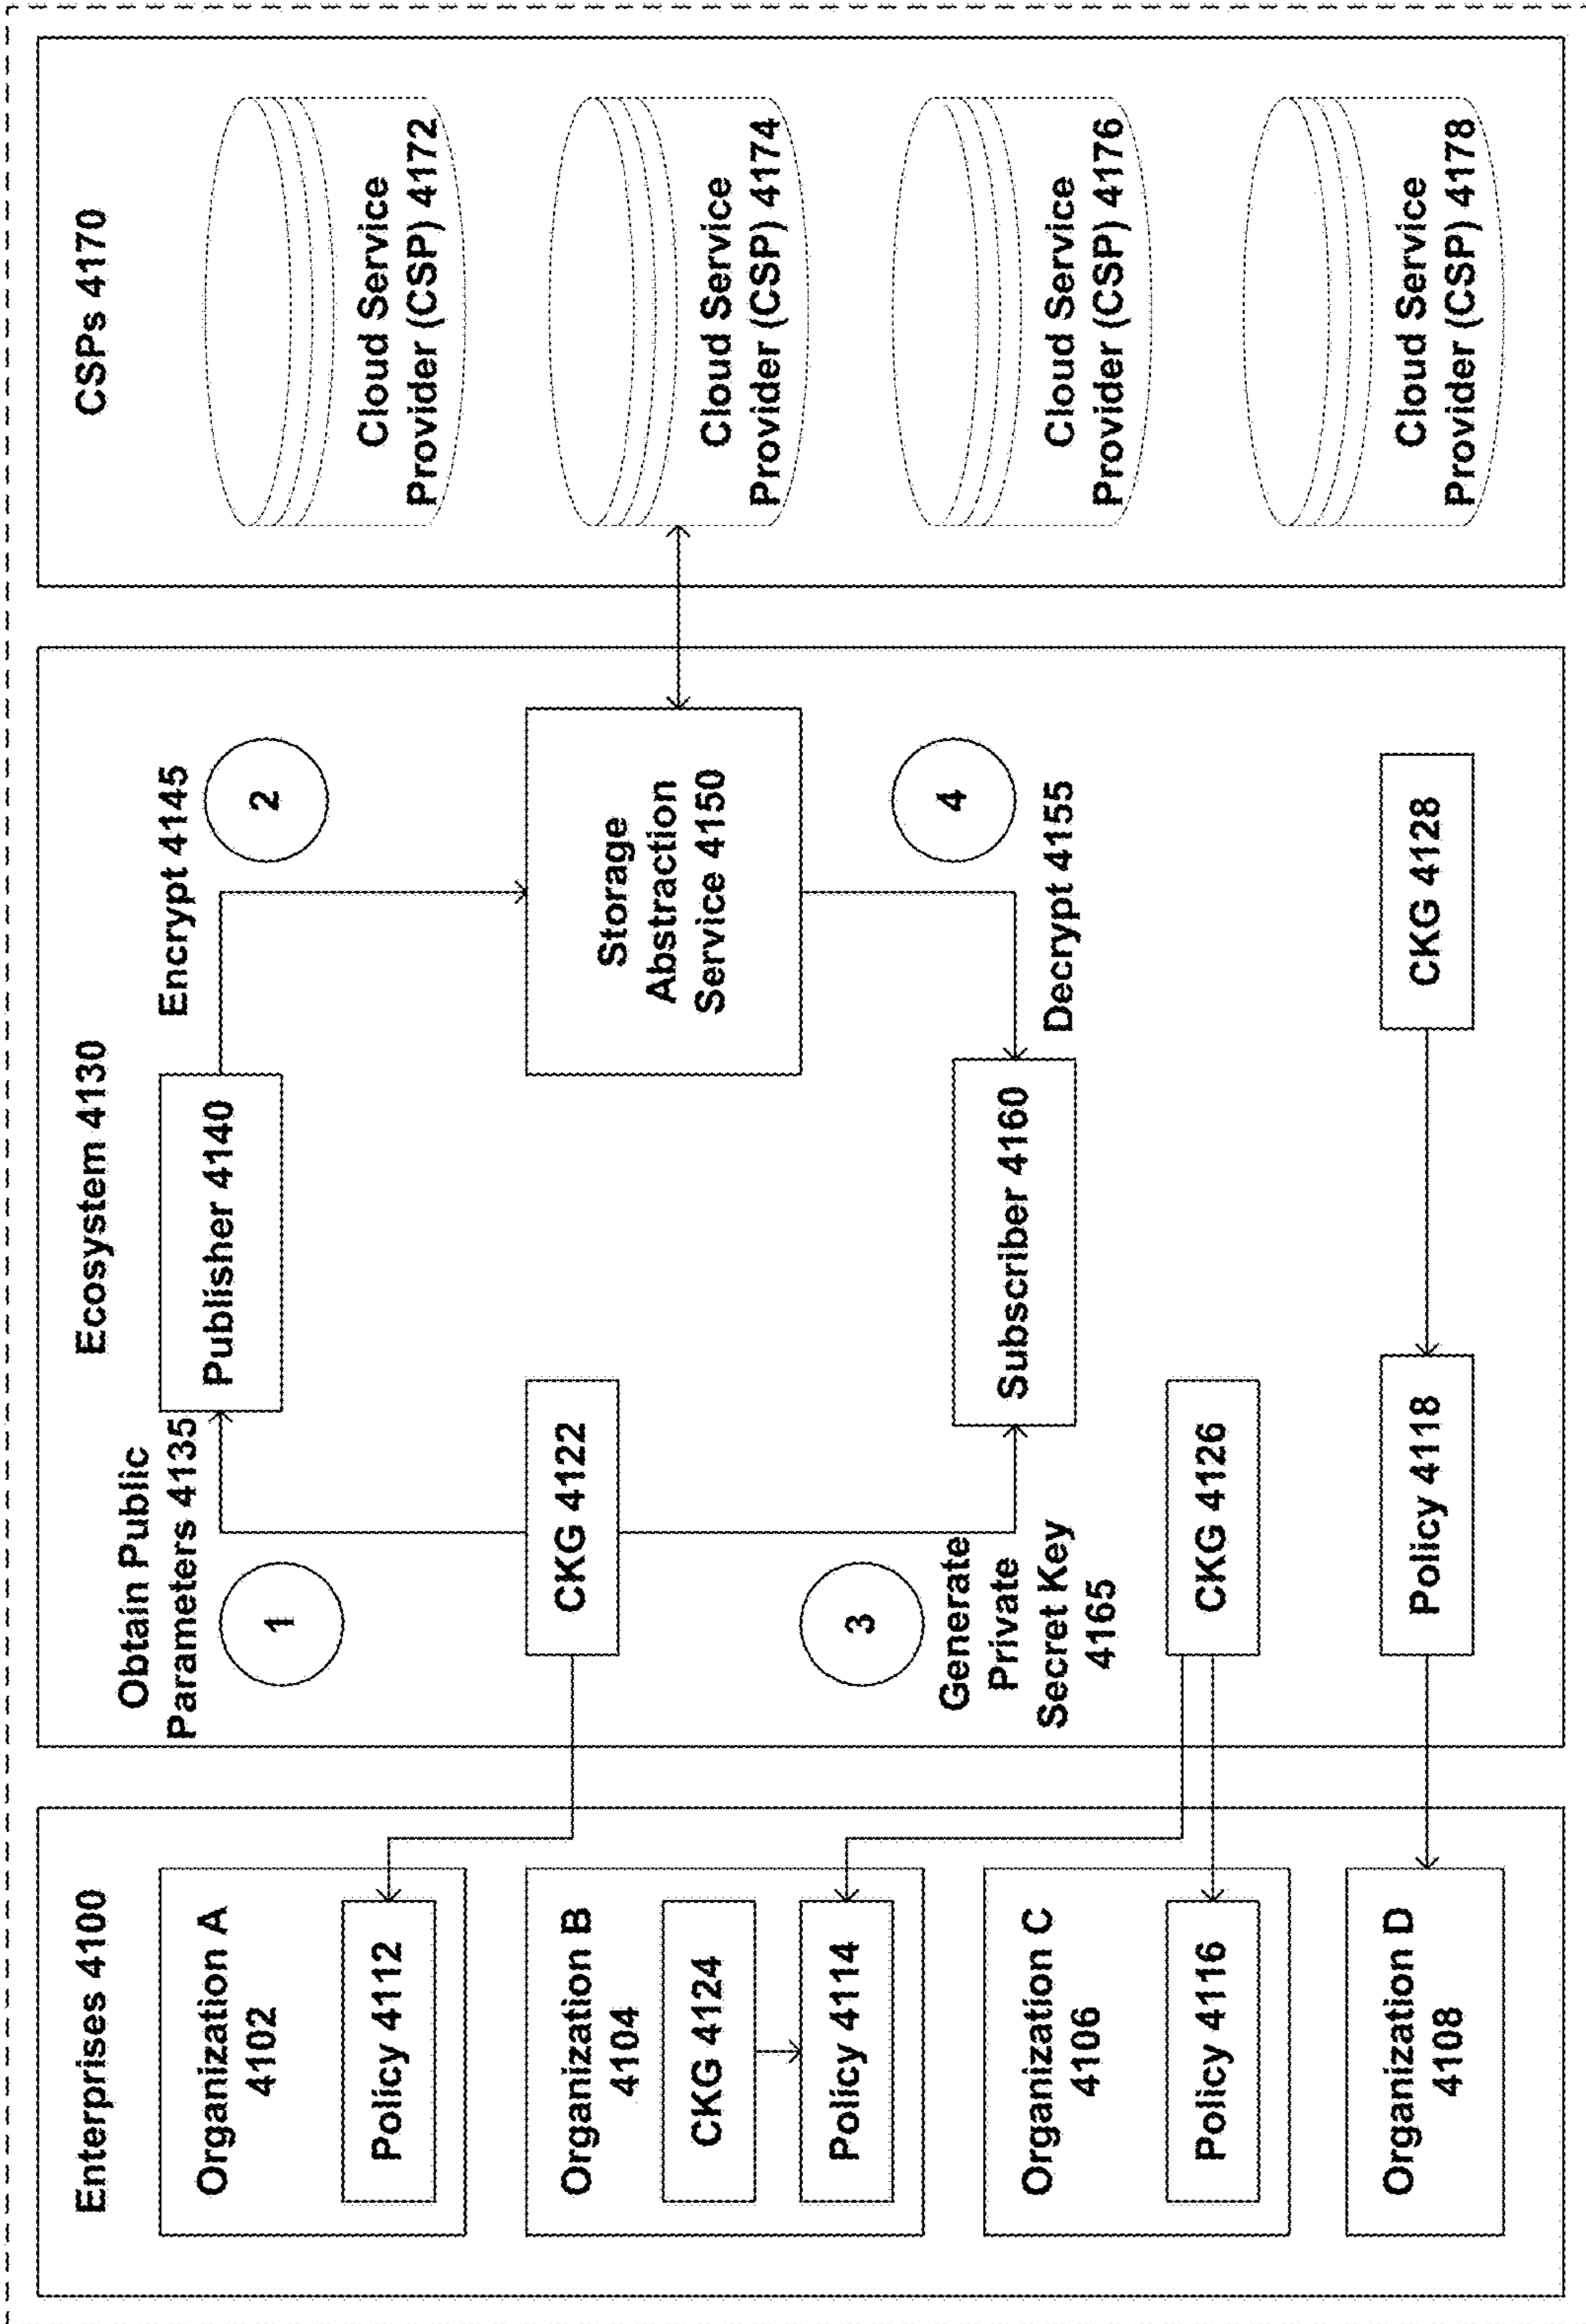 Enterprises 4100
Organization A
4102
Policy 4112
Organization B
4104
CKG 4124
Policy 4114
Organization C
4106
Policy 4116
Organization D
4108
Ecosystem 4130
Obtain Public
Parameters 4135
1
Publisher 4140
Encrypt 4145
2
CKG 4122
Storage
Abstraction
Service 4150
3
Generate
Private
Secret Key
4165
Subscriber 4160
4
Decrypt 4155
CKG 4126
Policy 4118
CKG 4128
CSPs 4170
Cloud Service
Provider (CSP) 4172
Cloud Service
Provider (CSP) 4174
Cloud Service
Provider (CSP) 4176
Cloud Service
Provider (CSP) 4178